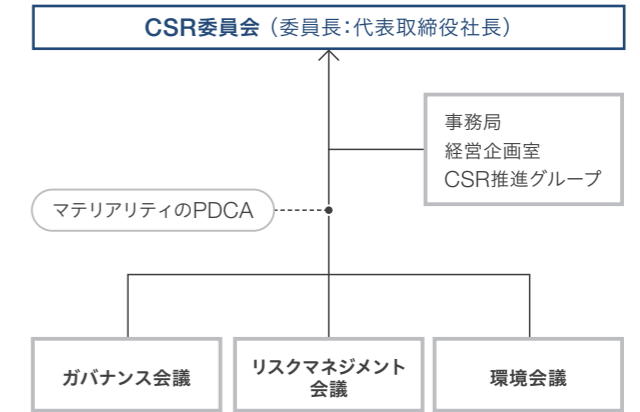 CSR委員会（委員長：代表取締役社長）
事務局
経営企画室
CSR推進グループ
マテリアリティのPDCA
ガバナンス会議
リスクマネジメント
会議
環境会議